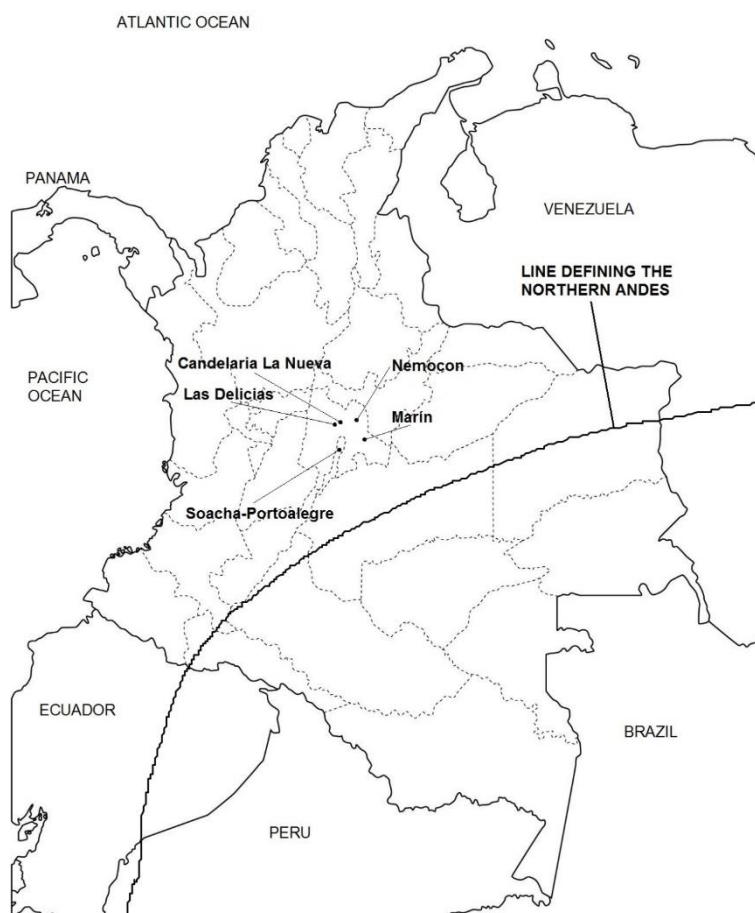 ATLANTIC OCEAN
PANAMA
VENEZUELA
LINE DEFINING THE
NORTHERN ANDES
Candelaria La Nueva
Nemocon
PACIFIC
OCEAN
Las Delicias
Marín
Soacha-Portoalegre
ECUADOR
BRAZIL
PERU